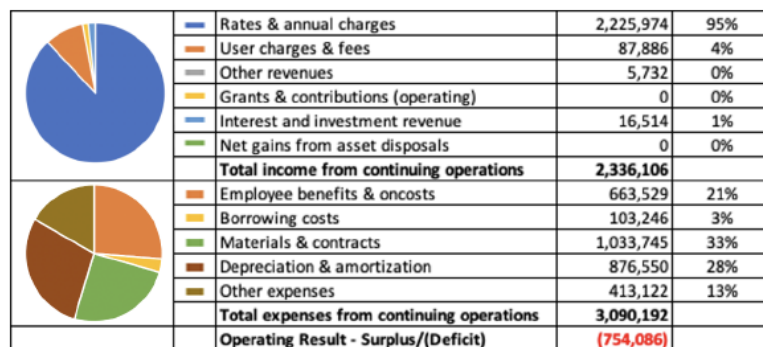 Rates & annual charges 2,225,974 95%
User charges & fees 87,886 4%
Other revenues 5,732 0%
Grants & contributions (operating) 0 0%
Interest and investment revenue 16,514 1%
Net gains from asset disposals 0 0%
Total income from continuing operations 2,336,106
Employee benefits & oncosts 663,529 21%
Borrowing costs 103,246 3%
Materials & contracts 1,033,745 33%
Depreciation & amortization 876,550 28%
Other expenses 413,122 13%
Total expenses from continuing operations 3,090,192
Operating Result - Surplus/(Deficit) (754,086)